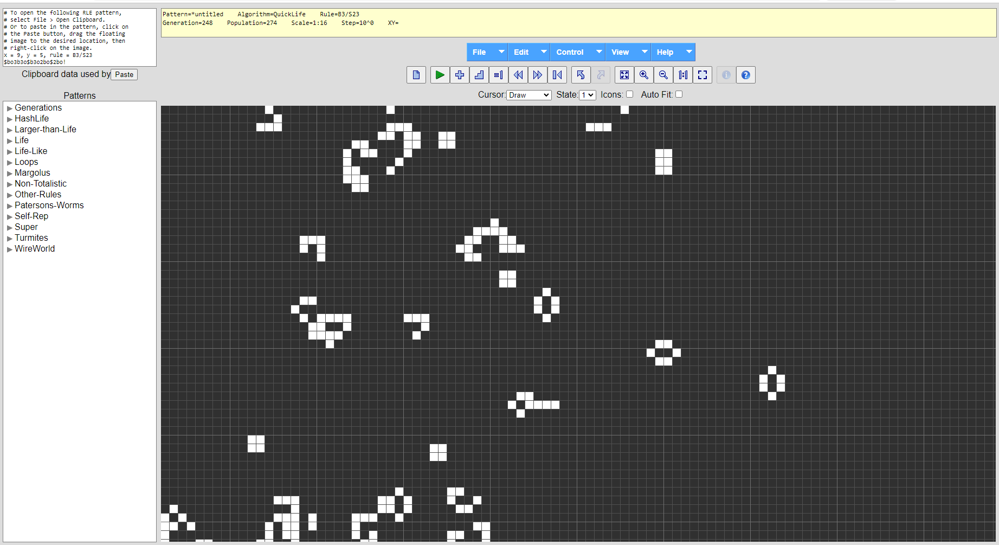 # To open the following RLE pattern,
# select File > Open Clipboard.
# Or to paste in the pattern, click on
# the Paste button, drag the floating
# image to the desired location, then
# right-click on the image.
x = 9, y = 5, rule = B3/S23
$bo3b3o$b3o2bo$2bo!
Clipboard data used by Paste
Patterns
Generations
HashLife
Larger-than-Life
Life
Life-Like
Loops
Margolus
Non-Totalistic
Other-Rules
Patersons-Worms
Self-Rep
Super
Turmites
WireWorld
Pattern=*untitled Algorithm=QuickLife Rule=B3/S23
Generation=248 Population=274 Scale=1:16 Step=10^0 XY=
File Edit Control View Help
=1 1:1 i ?
Cursor: Draw State: 1 Icons: Auto Fit: